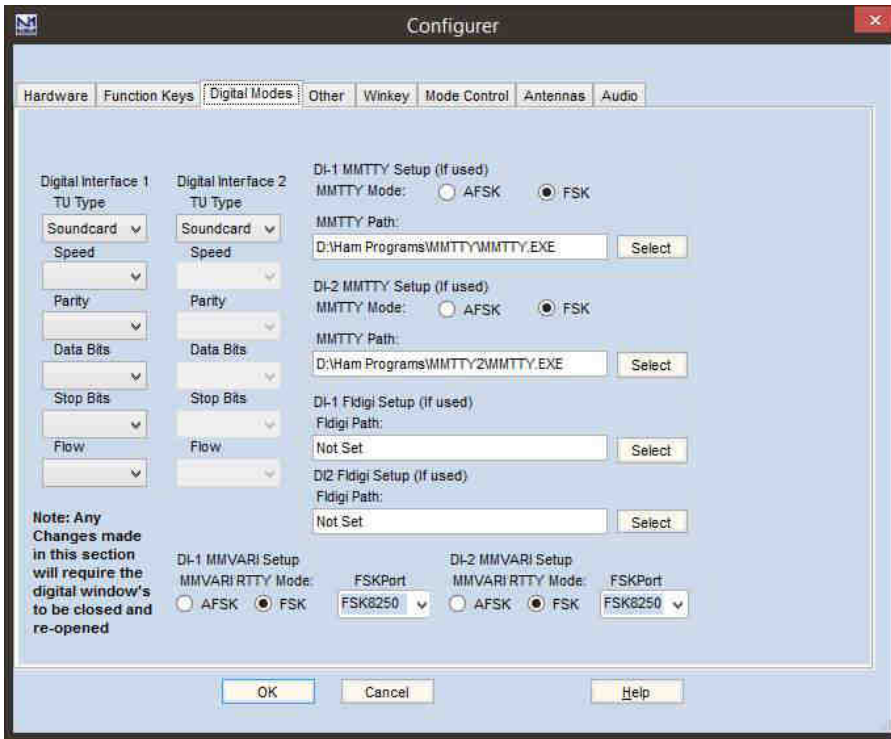 Configurer
Hardware Function Keys Digital Modes Other Winkey Mode Control Antennas Audio
Digital Interface 1
TU Type
Soundcard
Speed
Parity
Data Bits
Stop Bits
Flow
Digital Interface 2
TU Type
Soundcard
Speed
Parity
Data Bits
Stop Bits
Flow
DI-1 MMTTY Setup (If used)
MMTTY Mode: AFSK FSK
MMTTY Path:
D:\Ham Programs\MMTTY\MMTTY.EXE Select
DI-2 MMTTY Setup (If used)
MMTTY Mode: AFSK FSK
MMTTY Path:
D:\Ham Programs\MMTTY2\MMTTY.EXE Select
DI-1 Fldigi Setup (If used)
Fldigi Path:
Not Set Select
DI2 Fldigi Setup (If used)
Fldigi Path:
Not Set Select
Note: Any
Changes made
in this section
will require the
digital window's
to be closed and
re-opened
DI-1 MMVARI Setup
MMVARI RTTY Mode: FSKPort
AFSK FSK FSK8250
DI-2 MMVARI Setup
MMVARI RTTY Mode: FSKPort
AFSK FSK FSK8250
OK Cancel Help